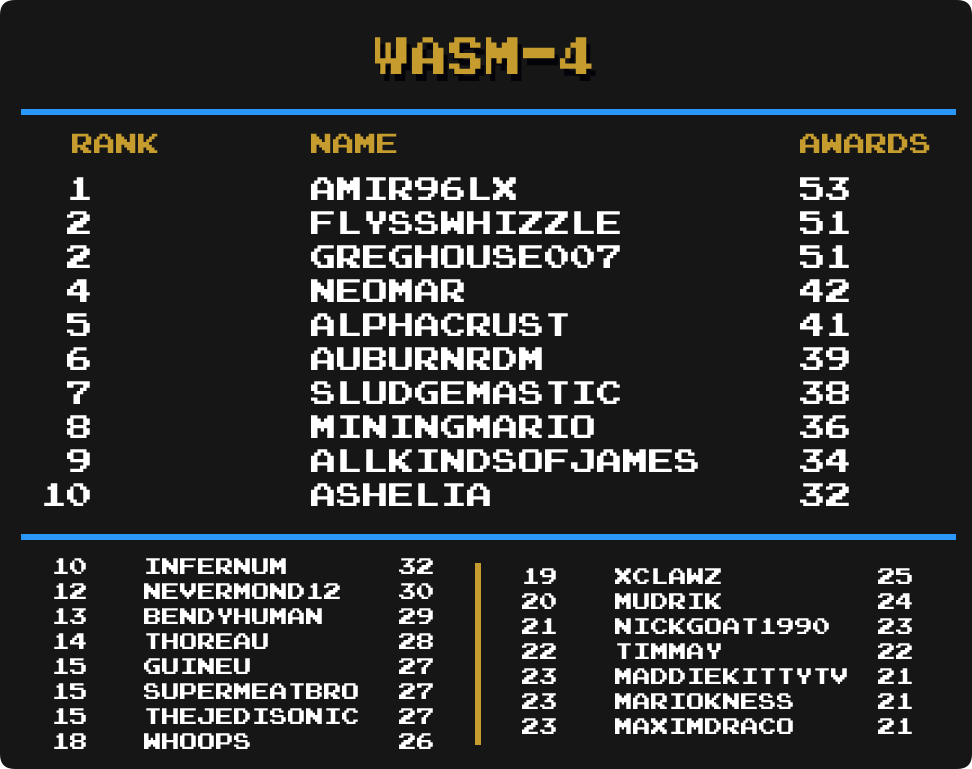 WASM-4
RANK NAME AWARDS
1 AMIR96LX 53
2 FLYSSWHIZZLE 51
2 GREGHOUSE007 51
4 NEOMAR 42
5 ALPHACRUST 41
6 AUBURNRDM 39
7 SLUDGEMASTIC 38
8 MININGMARIO 36
9 ALLKINDSOFJAMES 34
10 ASHELIA 32
10 INFERNUM 32
12 NEVERMOND12 30
13 BENDYHUMAN 29
14 THOREAU 28
15 GUINEU 27
15 SUPERMEATBRO 27
15 THEJEDISONIC 27
18 WHOOPS 26
19 XCLAWZ 25
20 MUDRIK 24
21 NICKGOAT1990 23
22 TIMMAY 22
23 MADDIEKITTYTV 21
23 MARIOKNESS 21
23 MAXIMDRACO 21